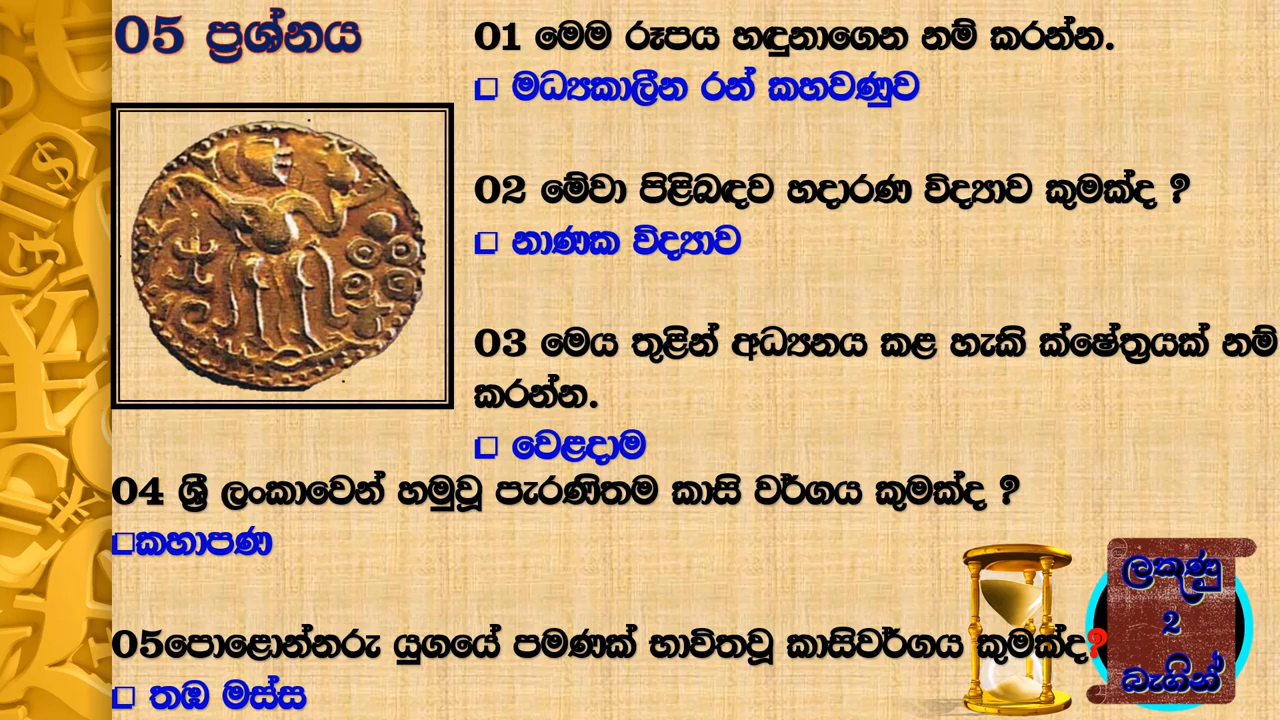 05 ප්‍රශ්නය
01 මෙම රූපය හඳුනාගෙන නම් කරන්න.
□ මධ්‍යකාලීන රන් කහවණුව
02 මේවා පිළිබඳව හදාරණ විද්‍යාව කුමක්ද ?
□ නාණක විද්‍යාව
03 මෙය තුළින් අධ්‍යනය කළ හැකි ක්ෂේත්‍රයක් නම්
කරන්න.
□ වෙළදාම
04 ශ්‍රී ලංකාවෙන් හමුවූ පැරණිතම කාසි වර්ගය කුමක්ද ?
□කහාපණ
05පොළොන්නරු යුගයේ පමණක් භාවිතවූ කාසිවර්ගය කුමක්ද?
□ තඹ මස්ස
ලකුණු
2
බැගින්